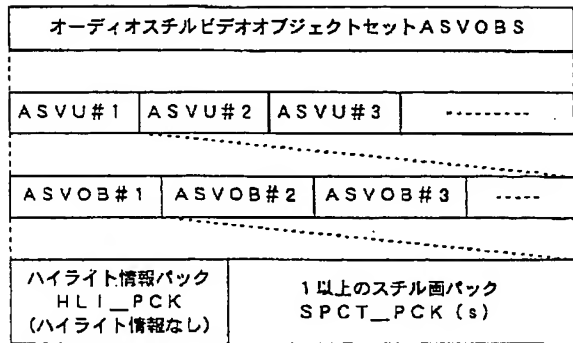 オーディオスチルビデオオブジェクトセットASVOBS
ASVU#1 ASVU#2 ASVU#3 ---------
ASVOB#1 ASVOB#2 ASVOB#3 -----
ハイライト情報パック
HLI__PCK
(ハイライト情報なし)
1以上のスチル画パック
SPCT__PCK(s)